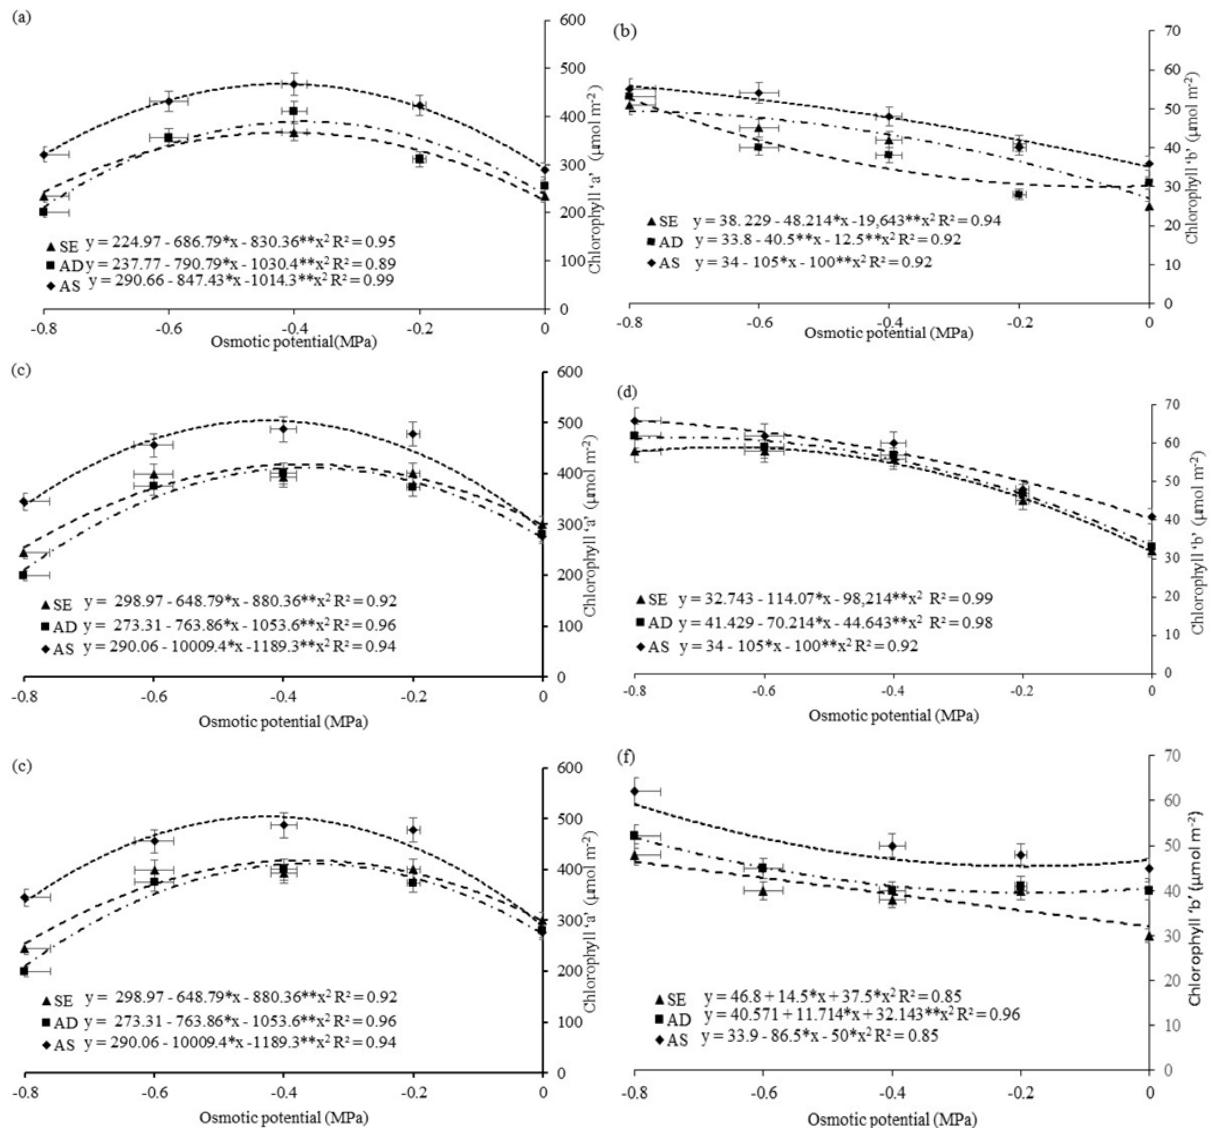 (a)
600
500
400
300
200
100
0
Chlorophyll ‘a’ (μmol m⁻²)
▲ SE y = 224.97 - 686.79*x - 830.36**x² R² = 0.95
■ AD y = 237.77 - 790.79*x - 1030.4**x² R² = 0.89
◆ AS y = 290.66 - 847.43*x -1014.3**x² R² = 0.99
-0.8 -0.6 -0.4 -0.2 0
Osmotic potential(MPa)
(b)
70
60
50
40
30
20
10
0
Chlorophyll ‘b’ (μmol m⁻²)
▲ SE y = 38. 229 - 48.214*x -19,643**x² R² = 0.94
■ AD y = 33.8 - 40.5**x - 12.5**x² R² = 0.92
◆ AS y = 34 - 105*x - 100**x² R² = 0.92
-0.8 -0.6 -0.4 -0.2 0
Osmotic potential (MPa)
(c)
600
500
400
300
200
100
0
Chlorophyll ‘a’ (μmol m⁻²)
▲ SE y = 298.97 - 648.79*x - 880.36**x² R² = 0.92
■ AD y = 273.31 - 763.86*x - 1053.6**x² R² = 0.96
◆ AS y = 290.06 - 10009.4*x -1189.3**x² R² = 0.94
-0.8 -0.6 -0.4 -0.2 0
Osmotic potential (MPa)
(d)
70
60
50
40
30
20
10
0
Chlorophyll ‘b’ (μmol m⁻²)
▲ SE y = 32.743 - 114.07*x - 98,214**x² R² = 0.99
■ AD y = 41.429 - 70.214*x - 44.643**x² R² = 0.98
◆ AS y = 34 - 105*x - 100**x² R² = 0.92
-0.8 -0.6 -0.4 -0.2 0
Osmotic potential (MPa)
(c)
600
500
400
300
200
100
0
Chlorophyll ‘a’ (μmol m⁻²)
▲ SE y = 298.97 - 648.79*x - 880.36**x² R² = 0.92
■ AD y = 273.31 - 763.86*x - 1053.6**x² R² = 0.96
◆ AS y = 290.06 - 10009.4*x -1189.3**x² R² = 0.94
-0.8 -0.6 -0.4 -0.2 0
Osmotic potential (MPa)
(f)
70
60
50
40
30
20
10
0
Chlorophyll ‘b’ (μmol m⁻²)
▲ SE y = 46.8 + 14.5*x + 37.5*x² R² = 0.85
■ AD y = 40.571 + 11.714*x + 32.143**x² R² = 0.96
◆ AS y = 33.9 - 86.5*x - 50*x² R² = 0.85
-0.8 -0.6 -0.4 -0.2 0
Osmotic potential (MPa)